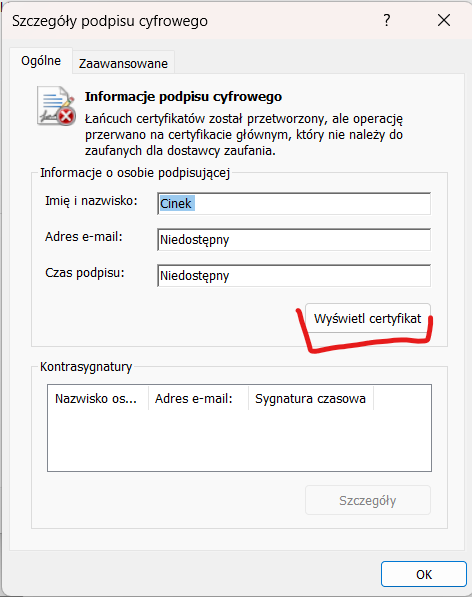 Szczegóły podpisu cyfrowego
Ogólne
Zaawansowane
Informacje podpisu cyfrowego
Łańcuch certyfikatów został przetworzony, ale operację
przerwano na certyfikacie głównym, który nie należy do
zaufanych dla dostawcy zaufania.
Informacje o osobie podpisującej
Imię i nazwisko: Cinek
Adres e-mail: Niedostępny
Czas podpisu: Niedostępny
Wyświetl certyfikat
Kontrasygnatury
Nazwisko os... Adres e-mail: Sygnatura czasowa
Szczegóły
OK